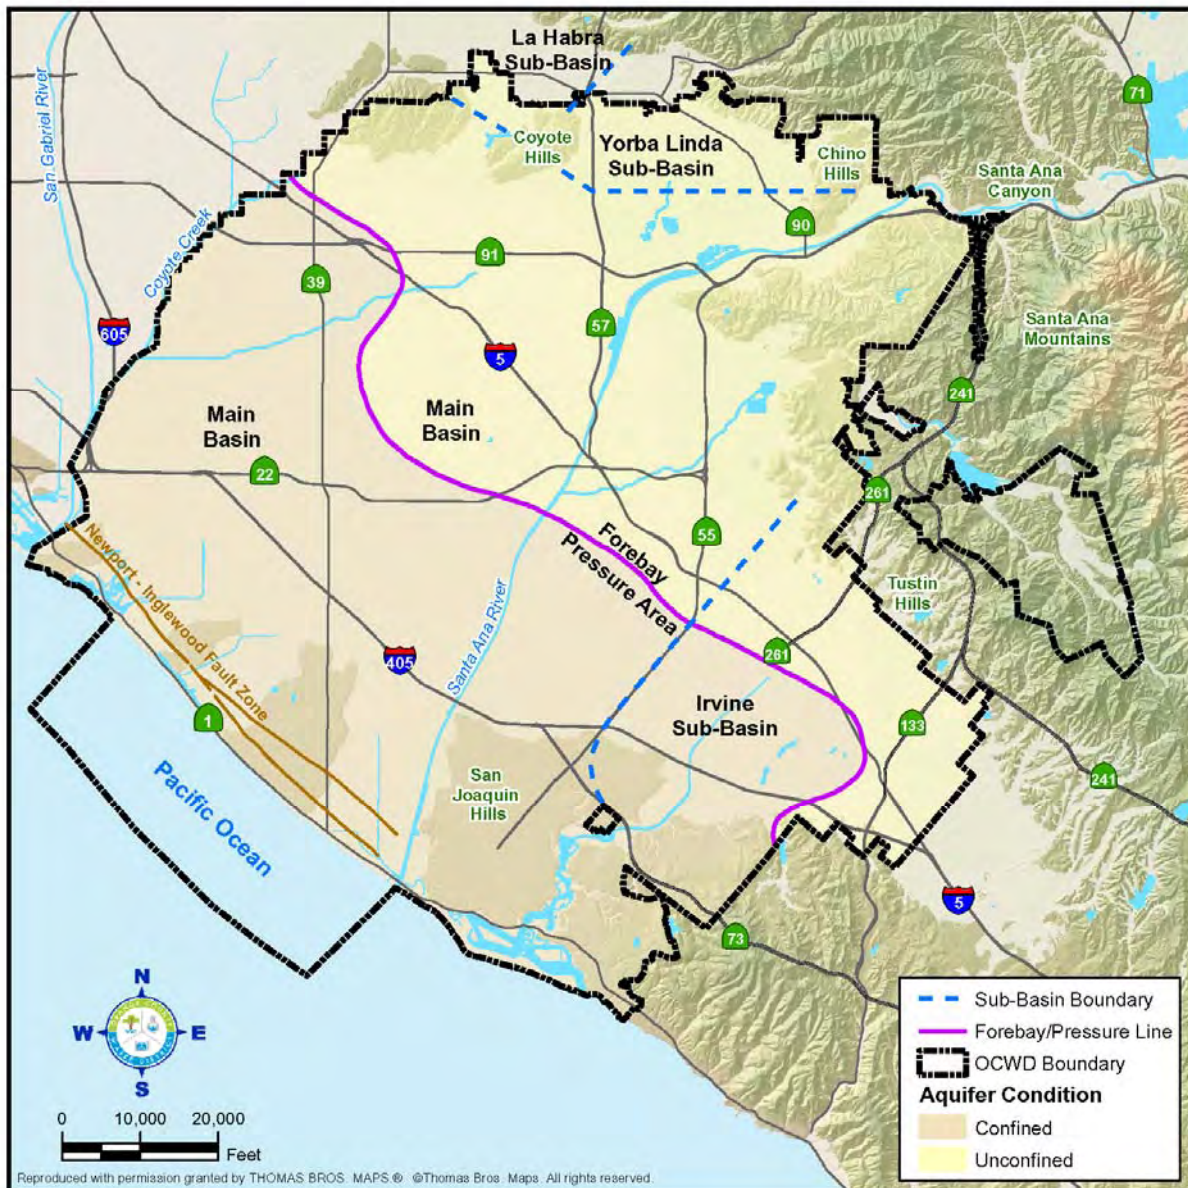 La Habra
Sub-Basin
71
San Gabriel River
Coyote
Hills
Yorba Linda
Sub-Basin
Chino
Hills
Santa Ana
Canyon
90
Coyote Creek
91
39
57
605
5
Santa Ana
Mountains
241
Main
Basin
Main
Basin
22
261
55
Forebay
Pressure Area
Newport - Inglewood Fault Zone
Santa Ana River
Tustin
Hills
261
405
1
Irvine
Sub-Basin
133
241
San
Joaquin
Hills
Pacific Ocean
5
73
N
W
E
S
0
10,000
20,000
Feet
Sub-Basin Boundary
Forebay/Pressure Line
OCWD Boundary
Aquifer Condition
Confined
Unconfined
Reproduced with permission granted by THOMAS BROS. MAPS.® ©Thomas Bros. Maps. All rights reserved.